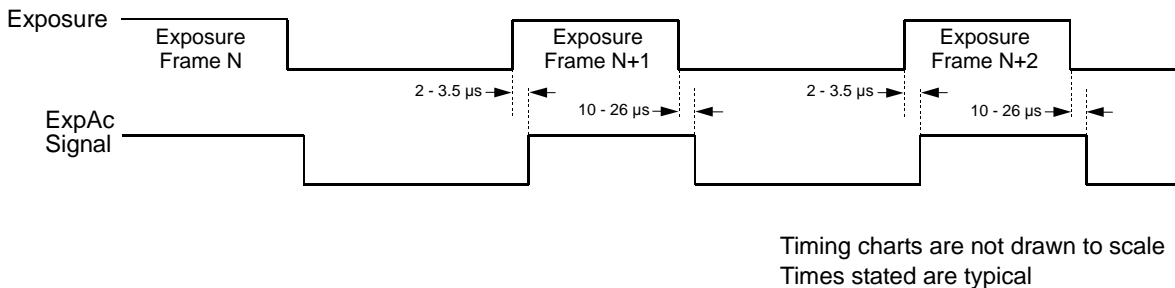 Exposure
Exposure
Frame N
Exposure
Frame N+1
Exposure
Frame N+2
2 - 3.5 µs
10 - 26 µs
2 - 3.5 µs
10 - 26 µs
ExpAc
Signal
Timing charts are not drawn to scale
Times stated are typical